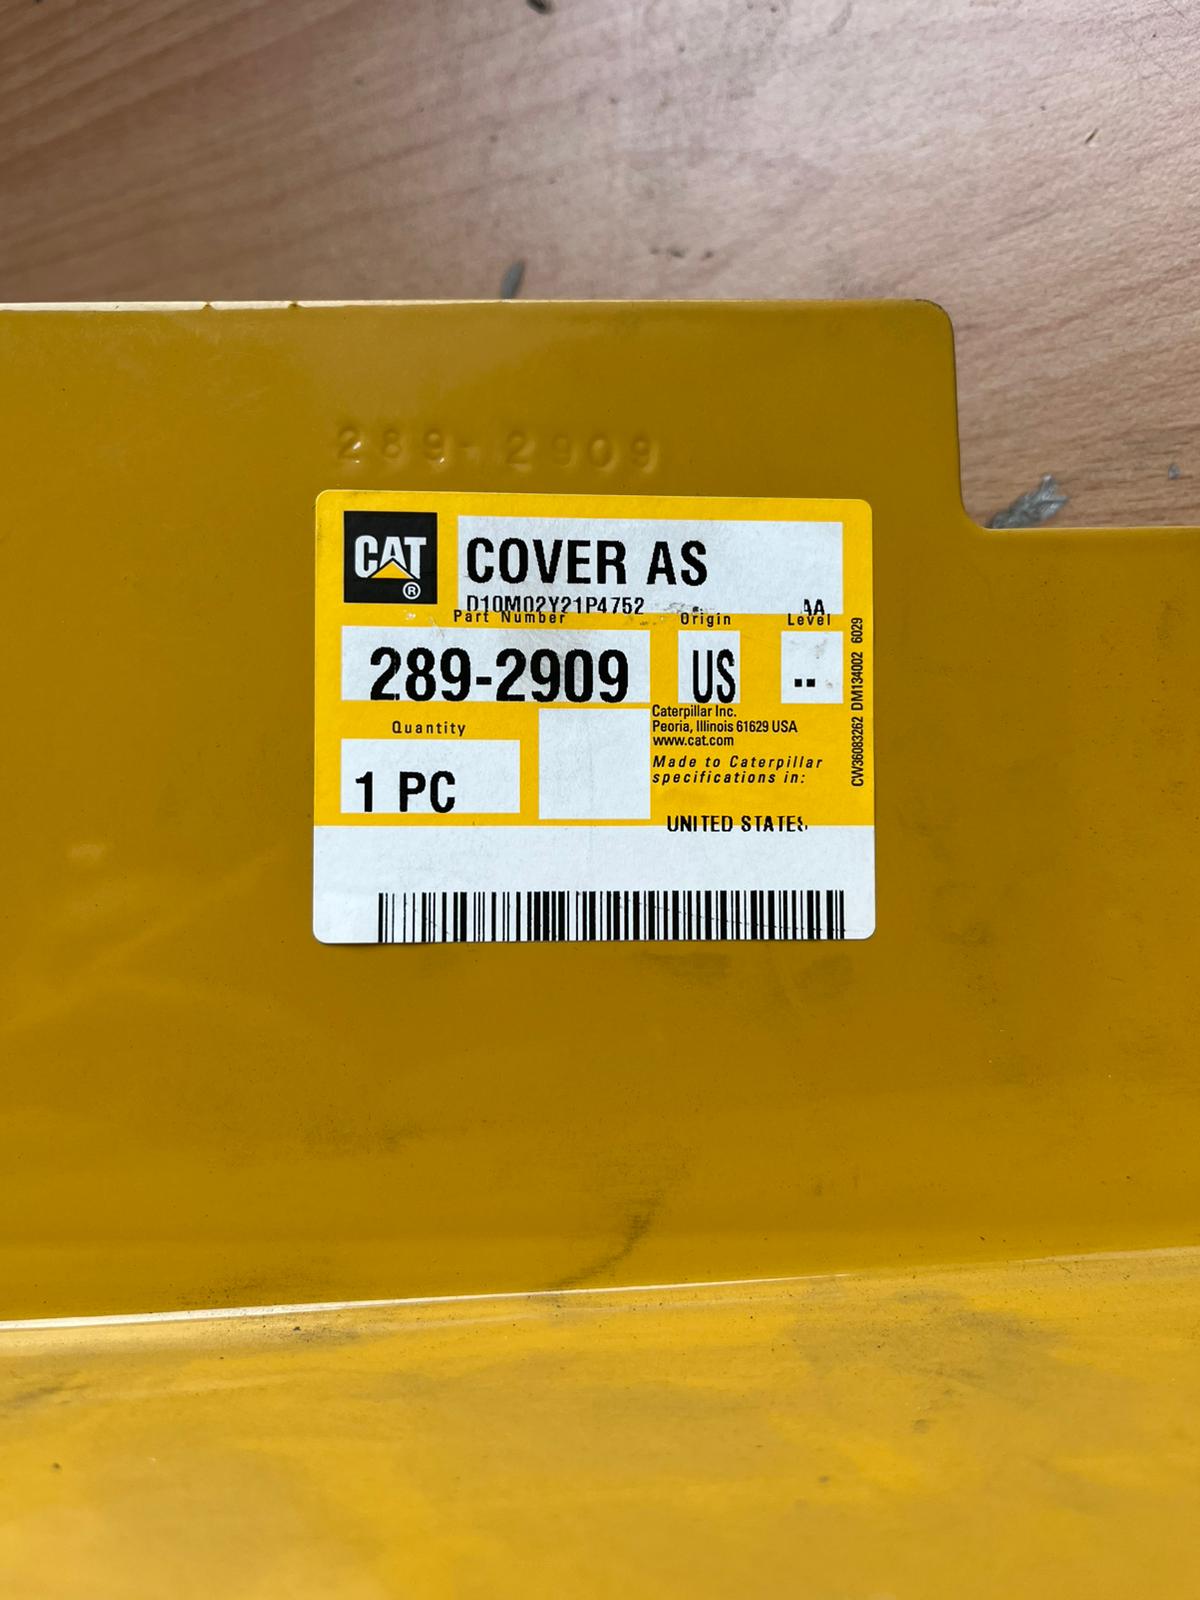 289-2909
CAT®
COVER AS
D10M02Y21P4752 AA
Part Number Origin Level
289-2909 US --
Quantity
1 PC
Caterpillar Inc.
Peoria, Illinois 61629 USA
www.cat.com
Made to Caterpillar
specifications in:
UNITED STATES
CW36083262 DM134002 6029